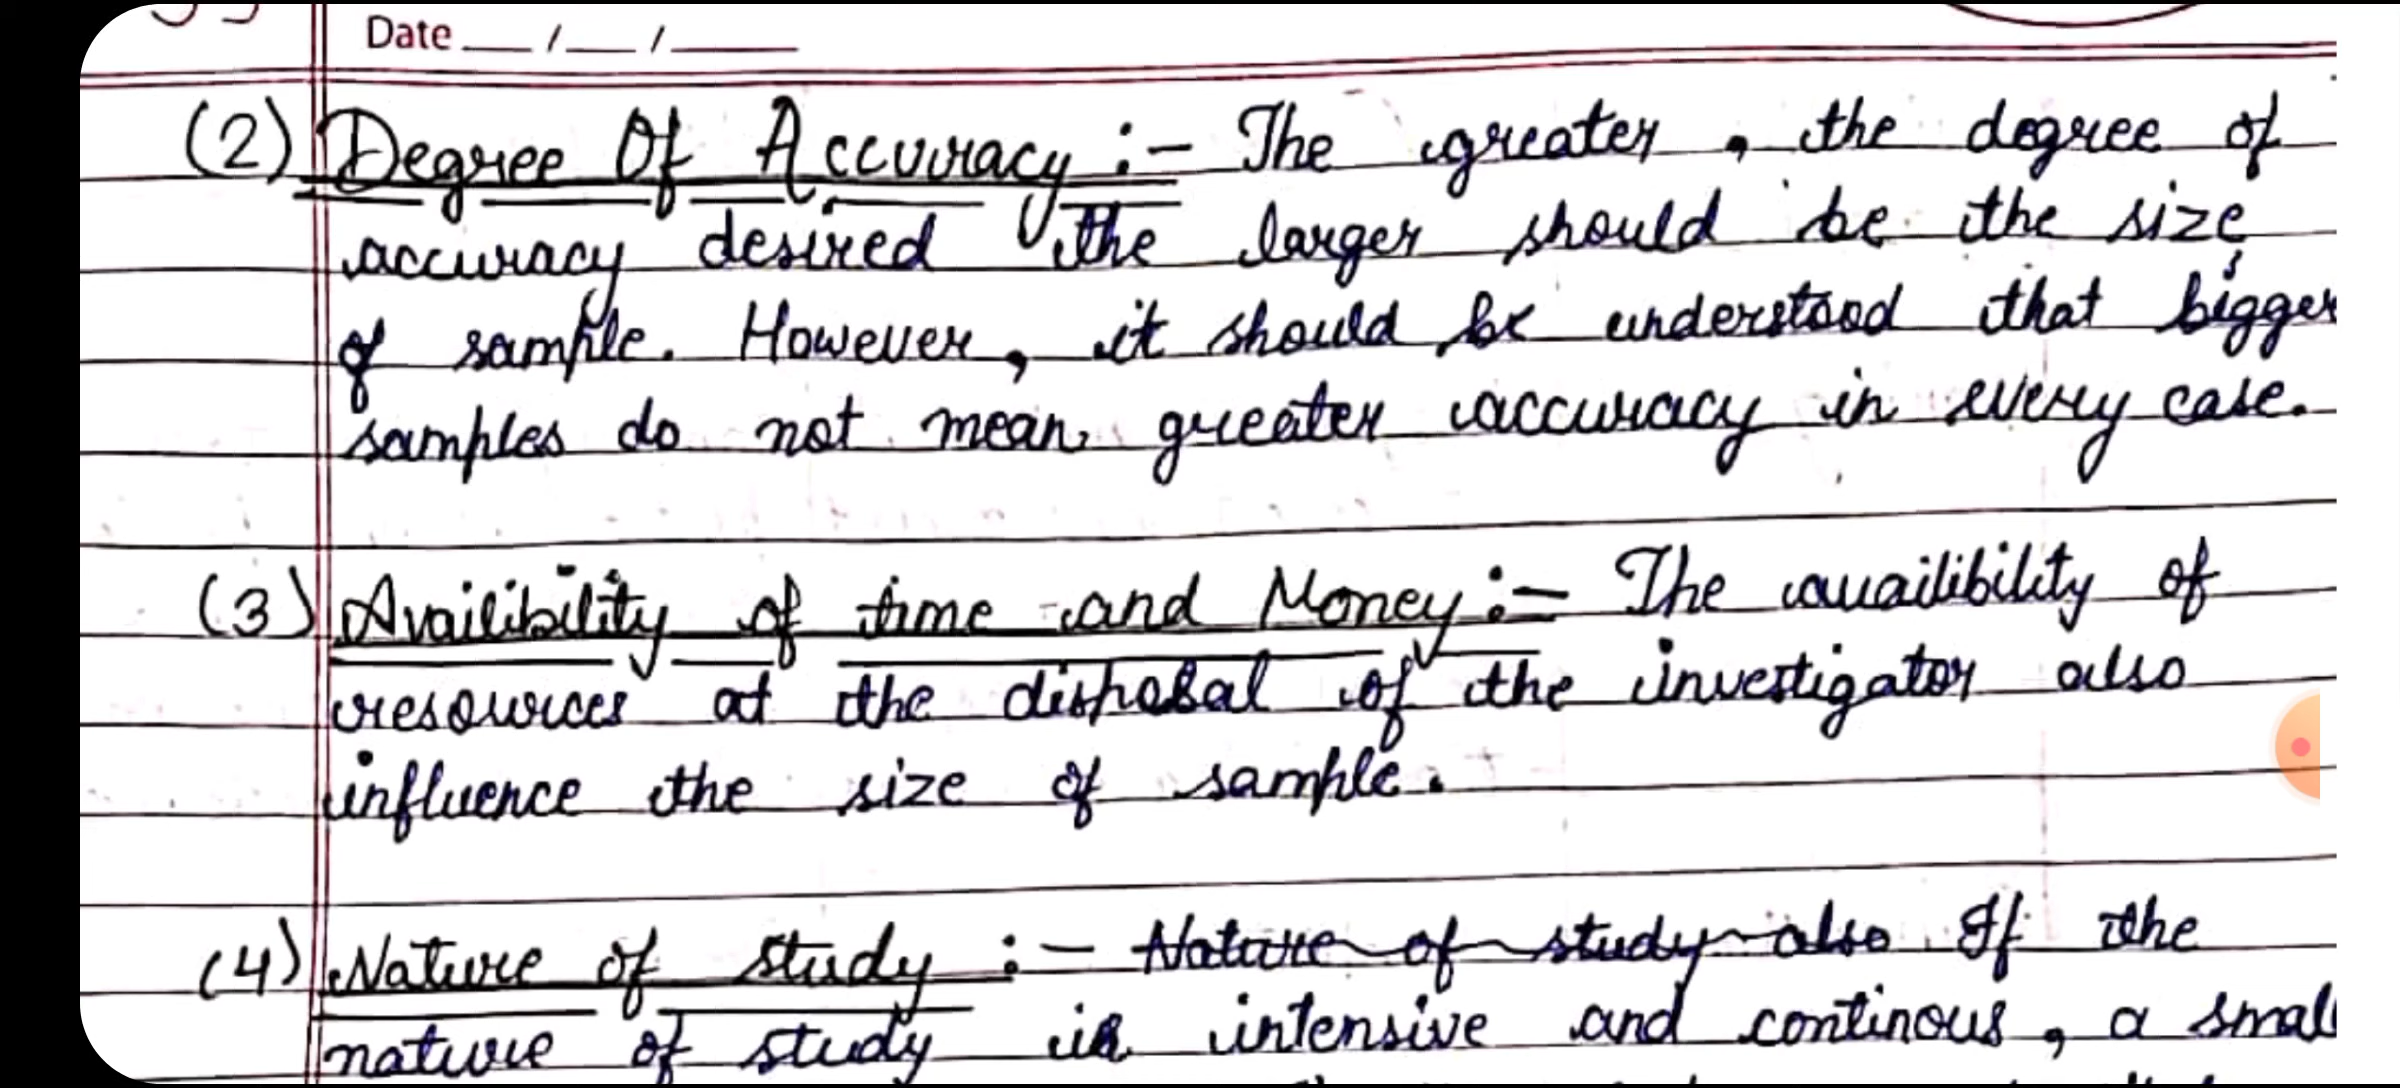 Date __/__/____
(2) Degree Of Accuracy :- The greater, the degree of
accuracy desired the larger should be the size
of sample. However, it should be understood that bigger
samples do not mean, greater accuracy in every case.
(3) Availibility of time and Money :- The availibility of
resources at the disposal of the investigator also
influence the size of sample.
(4) Nature of study :- Nature of study also If the
nature of study is intensive and continous, a small